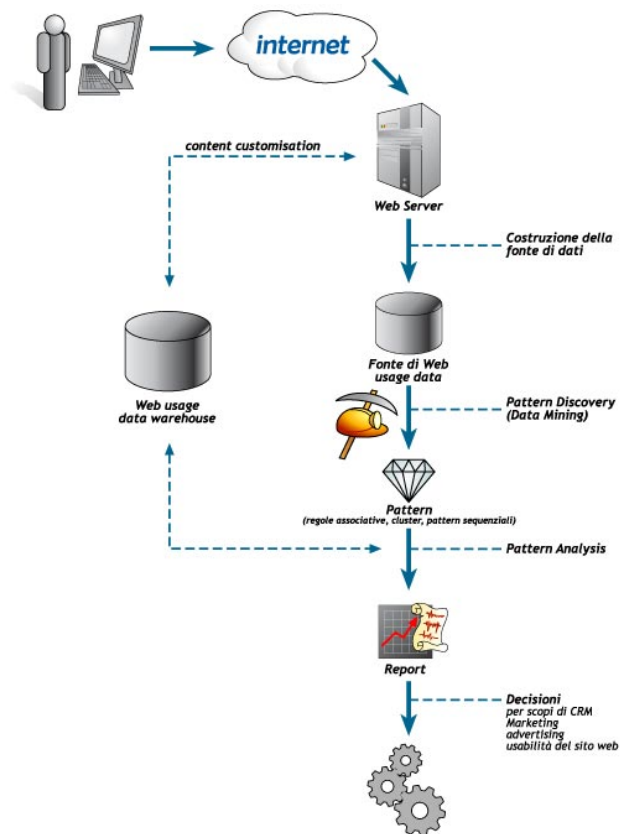 internet
content customisation
Web Server
Costruzione della
fonte di dati
Fonte di Web
usage data
Web usage
data warehouse
Pattern Discovery
(Data Mining)
Pattern
(regole associative, cluster, pattern sequenziali)
Pattern Analysis
Report
Decisioni
per scopi di CRM
Marketing
advertising
usabilità del sito web